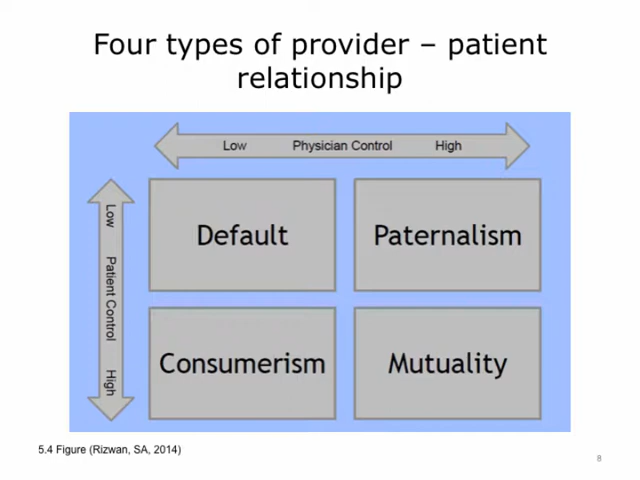 Four types of provider – patient
relationship
Low Physician Control High
Low Patient Control High
Default Paternalism
Consumerism Mutuality
5.4 Figure (Rizwan, SA, 2014)
8